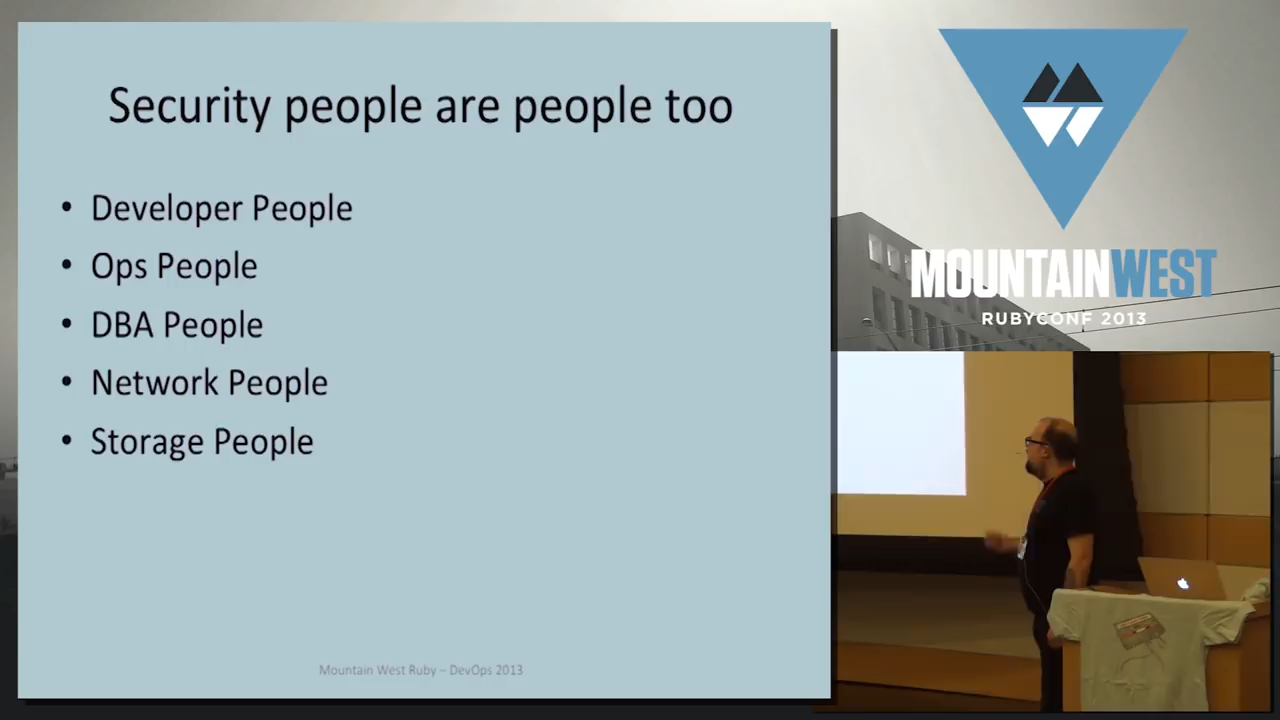 Security people are people too
• Developer People
• Ops People
• DBA People
• Network People
• Storage People
Mountain West Ruby – DevOps 2013
MOUNTAINWEST
RUBYCONF 2013